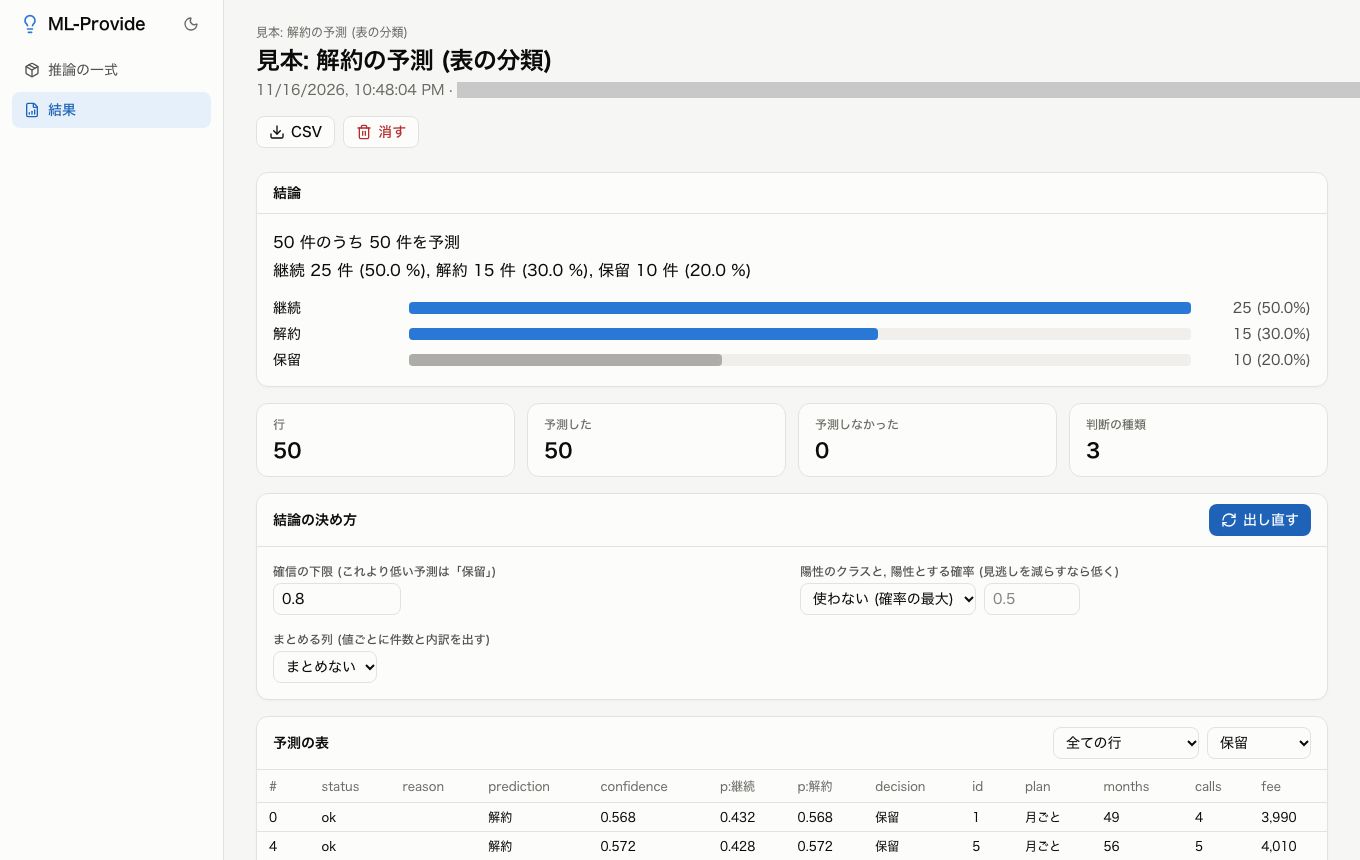 ML-Provide
推論の一式
結果
見本: 解約の予測 (表の分類)
見本: 解約の予測 (表の分類)
11/16/2026, 10:48:04 PM ·
CSV
消す
結論
50 件のうち 50 件を予測
継続 25 件 (50.0 %), 解約 15 件 (30.0 %), 保留 10 件 (20.0 %)
継続 25 (50.0%)
解約 15 (30.0%)
保留 10 (20.0%)
行 予測した 予測しなかった 判断の種類
50 50 0 3
結論の決め方 出し直す
確信の下限 (これより低い予測は「保留」) 陽性のクラスと, 陽性とする確率 (見逃しを減らすなら低く)
0.8 使わない (確率の最大) 0.5
まとめる列 (値ごとに件数と内訳を出す)
まとめない
予測の表 全ての行 保留
# status reason prediction confidence p:継続 p:解約 decision id plan months calls fee
0 ok 解約 0.568 0.432 0.568 保留 1 月ごと 49 4 3,990
4 ok 解約 0.572 0.428 0.572 保留 5 月ごと 56 5 4,010